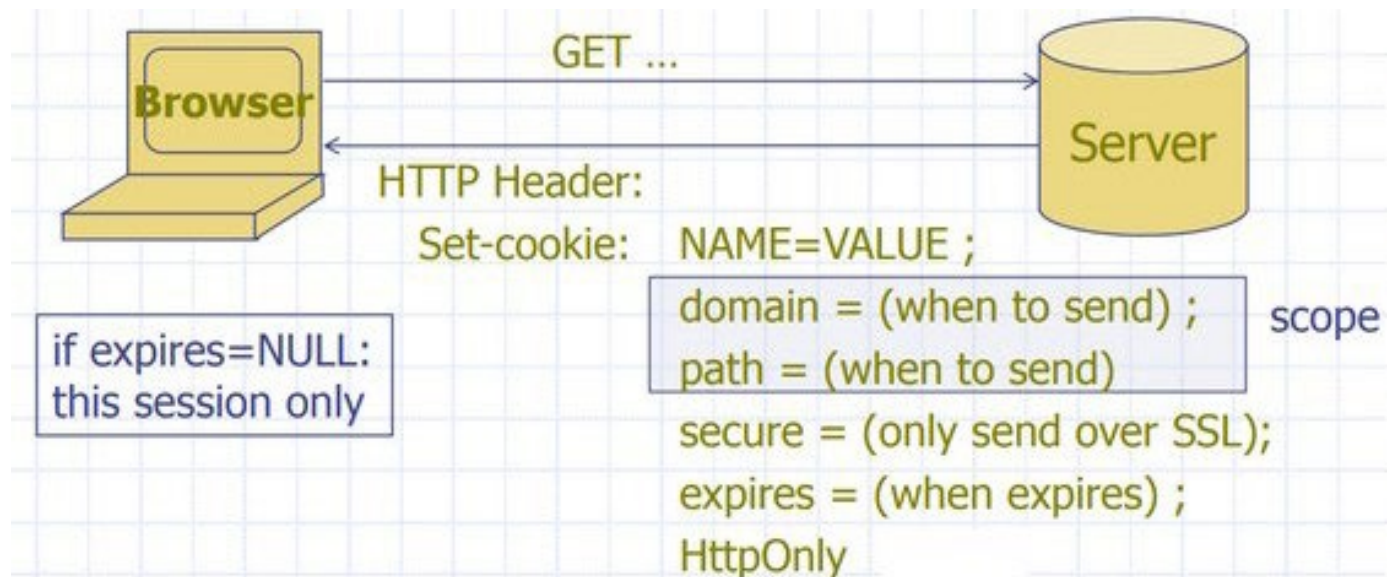 GET ...
Browser
Server
HTTP Header:
Set-cookie: NAME=VALUE ;
domain = (when to send) ;
scope
path = (when to send)
if expires=NULL:
this session only
secure = (only send over SSL);
expires = (when expires) ;
HttpOnly